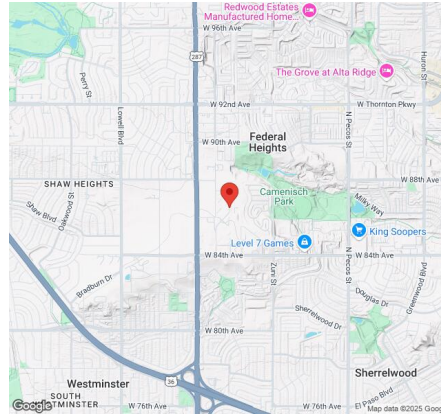 Redwood Estates
Manufactured Home...
W 96th Ave
Perry St
Lowell Blvd
287
The Grove at Alta Ridge
Huron St
W 92nd Ave
W Thornton Pkwy
N Pecos St
W 90th Ave
Federal
Heights
W 88th Ave
SHAW HEIGHTS
Camenisch
Park
Milky Way
Shaw Blvd
Oakwood St
King Soopers
Level 7 Games
W 84th Ave
W 84th Ave
Bradburn Dr
Zuni St
N Pecos St
Douglas Dr
Greenwood Blvd
Sherrelwood Dr
W 80th Ave
36
Westminster
Sherrelwood
SOUTH
WESTMINSTER
W 76th Ave
W 76th Ave
El Paso Blvd
Google
Map data ©2025 Goog